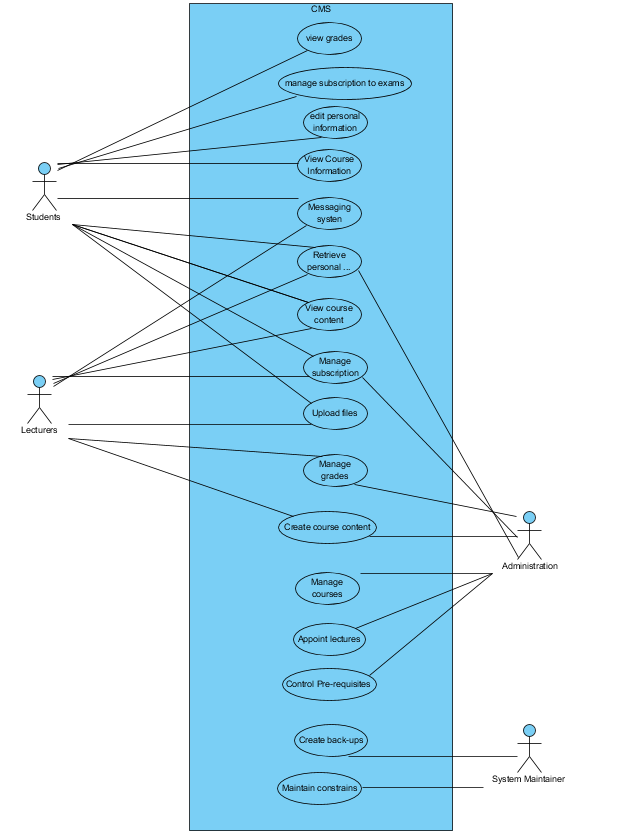 CMS
view grades
manage subscription to exams
edit personal
information
View Course
Information
Students
Messaging
systen
Retrieve
personal ...
View course
content
Manage
subscription
Lecturers
Upload files
Manage
grades
Create course content
Administration
Manage
courses
Appoint lectures
Control Pre-requisites
Create back-ups
System Maintainer
Maintain constrains